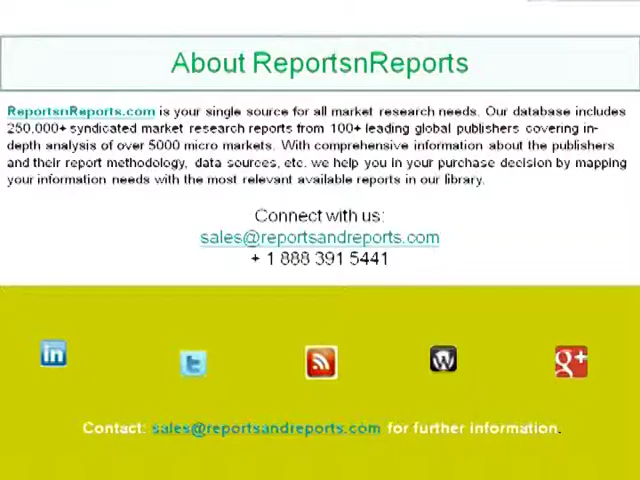 About ReportsnReports
ReportsnReports.com is your single source for all market research needs. Our database includes
250,000+ syndicated market research reports from 100+ leading global publishers covering in-
depth analysis of over 5000 micro markets. With comprehensive information about the publishers
and their report methodology, data sources, etc. we help you in your purchase decision by mapping
your information needs with the most relevant available reports in our library.
Connect with us:
sales@reportsandreports.com
+ 1 888 391 5441
in
t
W
g+
Contact: sales@reportsandreports.com for further information.